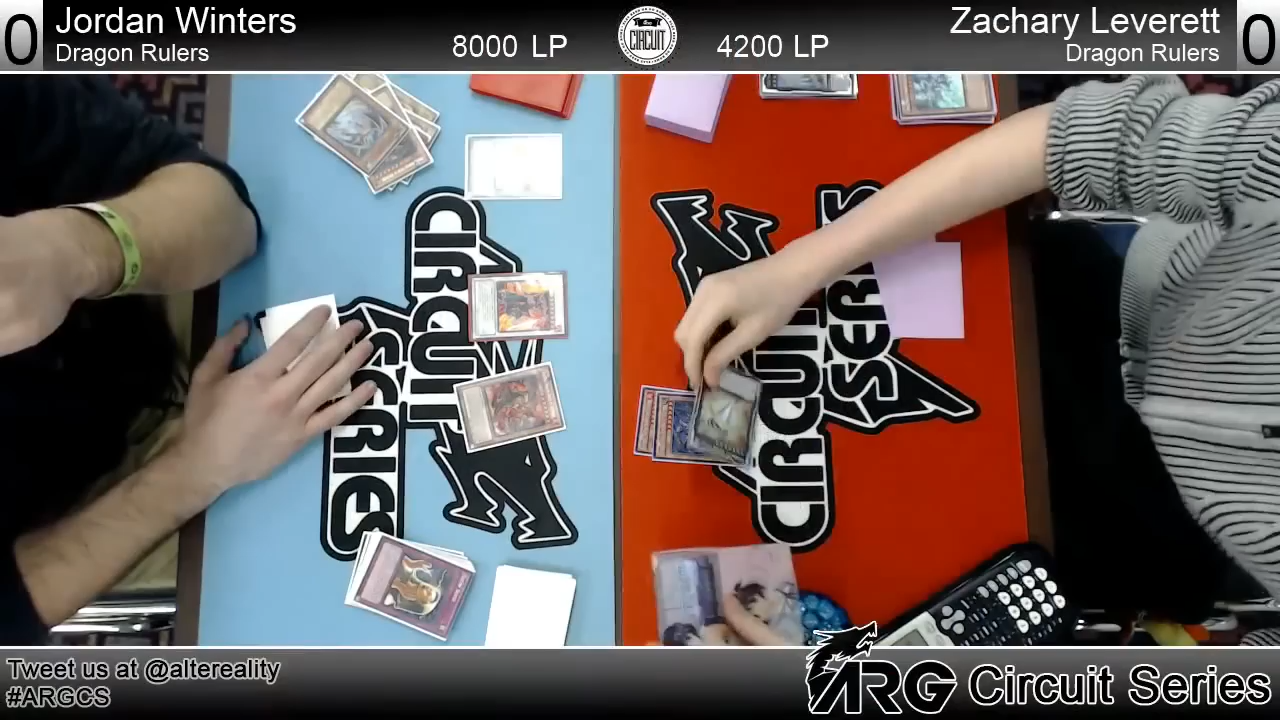 0
Jordan Winters
Dragon Rulers
8000 LP
CIRCUIT
4200 LP
Zachary Leverett
Dragon Rulers
0
CIRCUIT
SERIES
CIRCUIT
SERIES
Tweet us at @altereality
#ARGCS
ARG Circuit Series